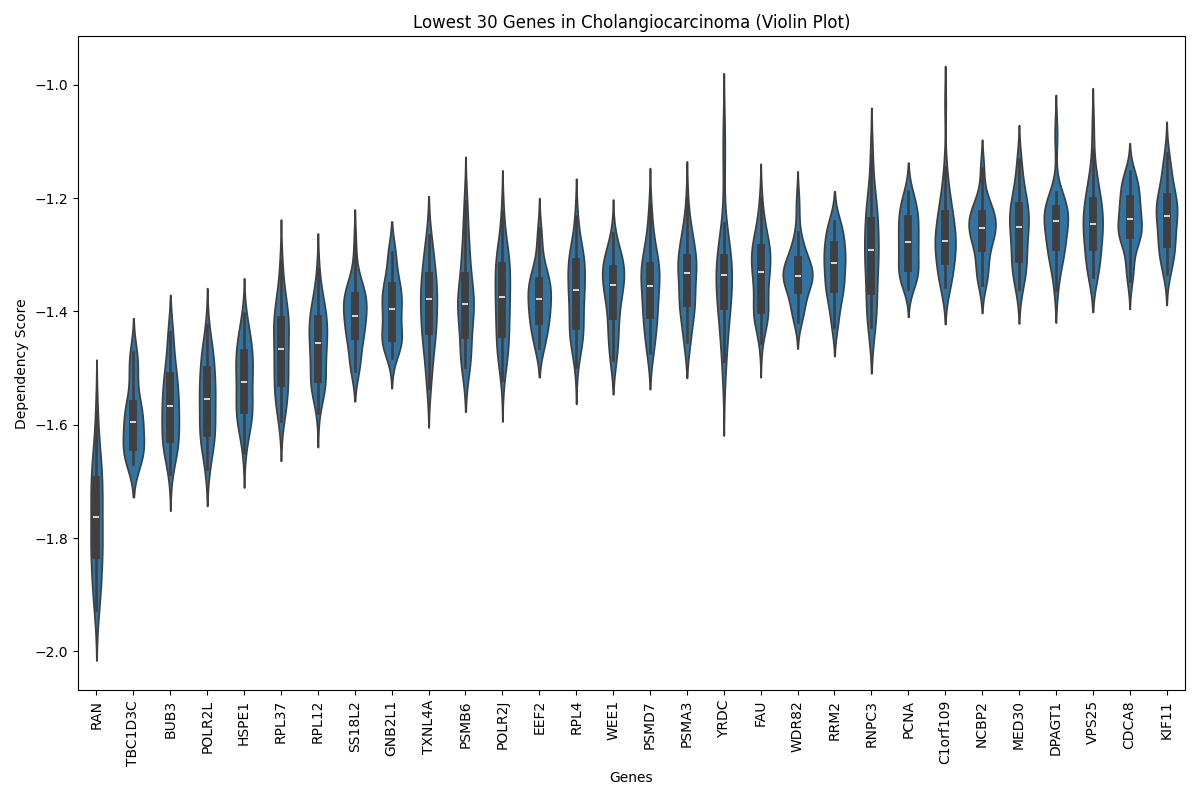 Lowest 30 Genes in Cholangiocarcinoma (Violin Plot)
Dependency Score
−1.0
−1.2
−1.4
−1.6
−1.8
−2.0
RAN
TBC1D3C
BUB3
POLR2L
HSPE1
RPL37
RPL12
SS18L2
GNB2L1
TXNL4A
PSMB6
POLR2J
EEF2
RPL4
WEE1
PSMD7
PSMA3
YRDC
FAU
WDR82
RRM2
RNPC3
PCNA
C1orf109
NCBP2
MED30
DPAGT1
VPS25
CDCA8
KIF11
Genes